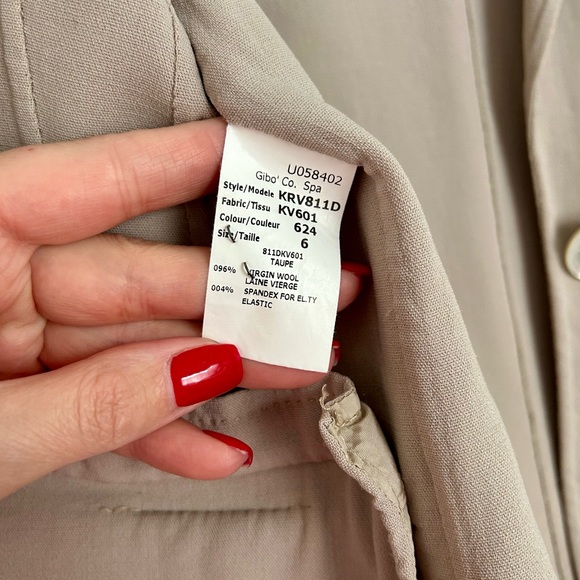 U058402
Gibo' Co. Spa
Style/Modele KRV811D
Fabric/Tissu KV601
Colour/Couleur 624
Size/Taille 6
811DKV601
TAUPE
096% VIRGIN WOOL
LAINE VIERGE
004% SPANDEX FOR EL.TY
ELASTIC